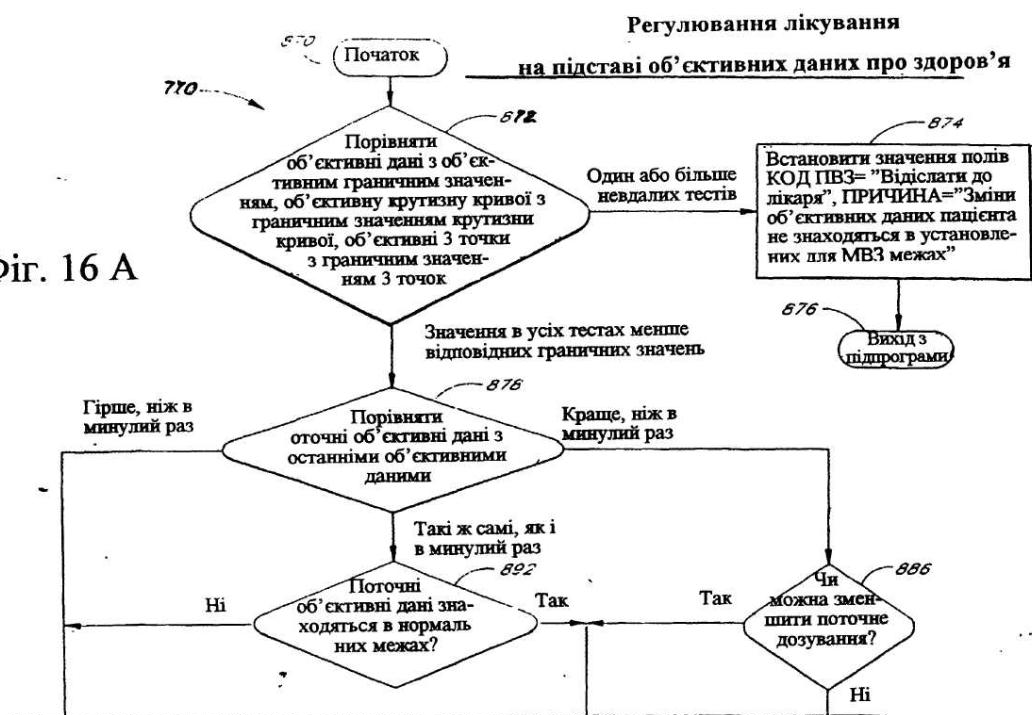 Регулювання лікування
на підставі об’єктивних даних про здоров’я
870
Початок
770
872
Порівняти
об’єктивні дані з об’єк-
тивним граничним значен-
ням, об’єктивну крутизну кривої з
граничним значенням крутизни
кривої, об’єктивні 3 точки
з граничним значен-
ням 3 точок
Один або більше
невдалих тестів
874
Встановити значення полів
КОД ПВЗ= ”Відіслати до
лікаря”, ПРИЧИНА=”Зміни
об’єктивних даних пацієнта
не знаходяться в установле-
них для МВЗ межах”
Фіг. 16 А
876
Вихід з
підпрограми
Значення в усіх тестах менше
відповідних граничних значень
878
Гірше, ніж в
минулий раз
Порівняти
оточні об’єктивні дані з
останніми об’єктивними
даними
Краще, ніж в
минулий раз
Такі ж самі, як і
в минулий раз
892
Ні
Поточні
об’єктивні дані зна-
ходяться в нормаль
них межах?
Так
Так
886
Чи
можна змен-
шити поточне
дозування?
Ні